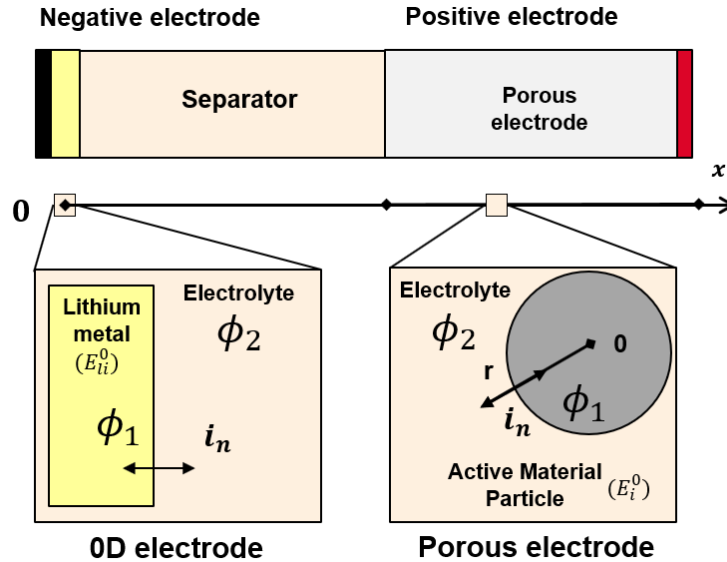 Negative electrode
Positive electrode
Separator
Porous
electrode
x
0
Lithium
metal
(E⁰ₗᵢ)
ϕ₁
Electrolyte
ϕ₂
iₙ
Electrolyte
ϕ₂
0
r
ϕ₁
iₙ
Active Material
Particle (E⁰ᵢ)
0D electrode
Porous electrode